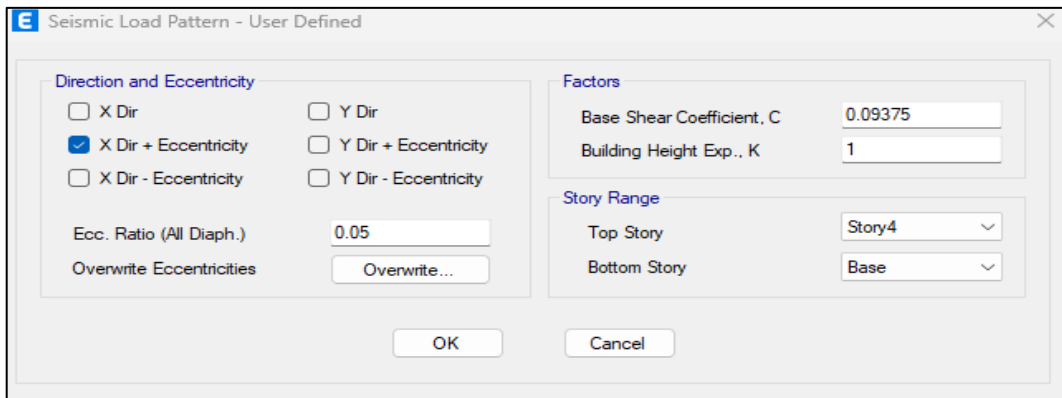 E Seismic Load Pattern - User Defined
Direction and Eccentricity
X Dir
Y Dir
X Dir + Eccentricity
Y Dir + Eccentricity
X Dir - Eccentricity
Y Dir - Eccentricity
Ecc. Ratio (All Diaph.)
0.05
Overwrite Eccentricities
Overwrite...
Factors
Base Shear Coefficient, C
0.09375
Building Height Exp., K
1
Story Range
Top Story
Story4
Bottom Story
Base
OK
Cancel